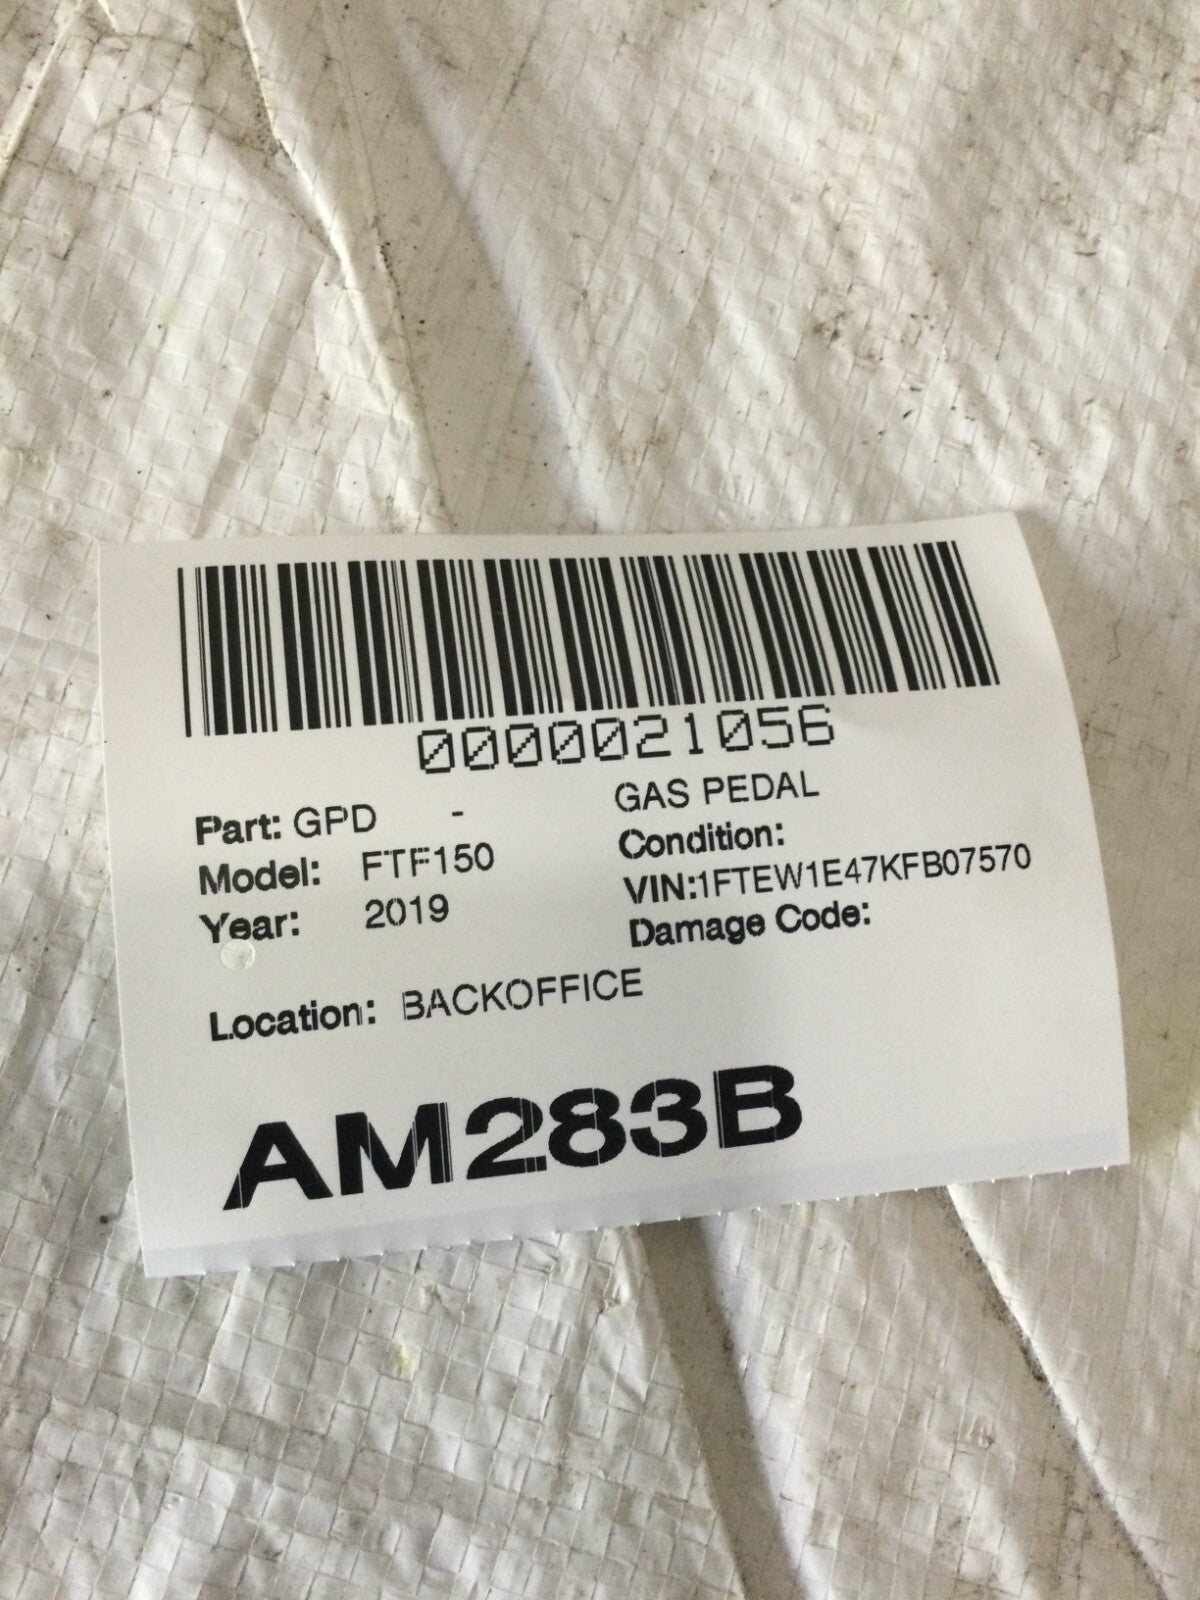 0000021056
Part: GPD - GAS PEDAL
Model: FTF150 Condition:
Year: 2019 VIN:1FTEW1E47KFB07570
Damage Code:
Location: BACKOFFICE
AM283B